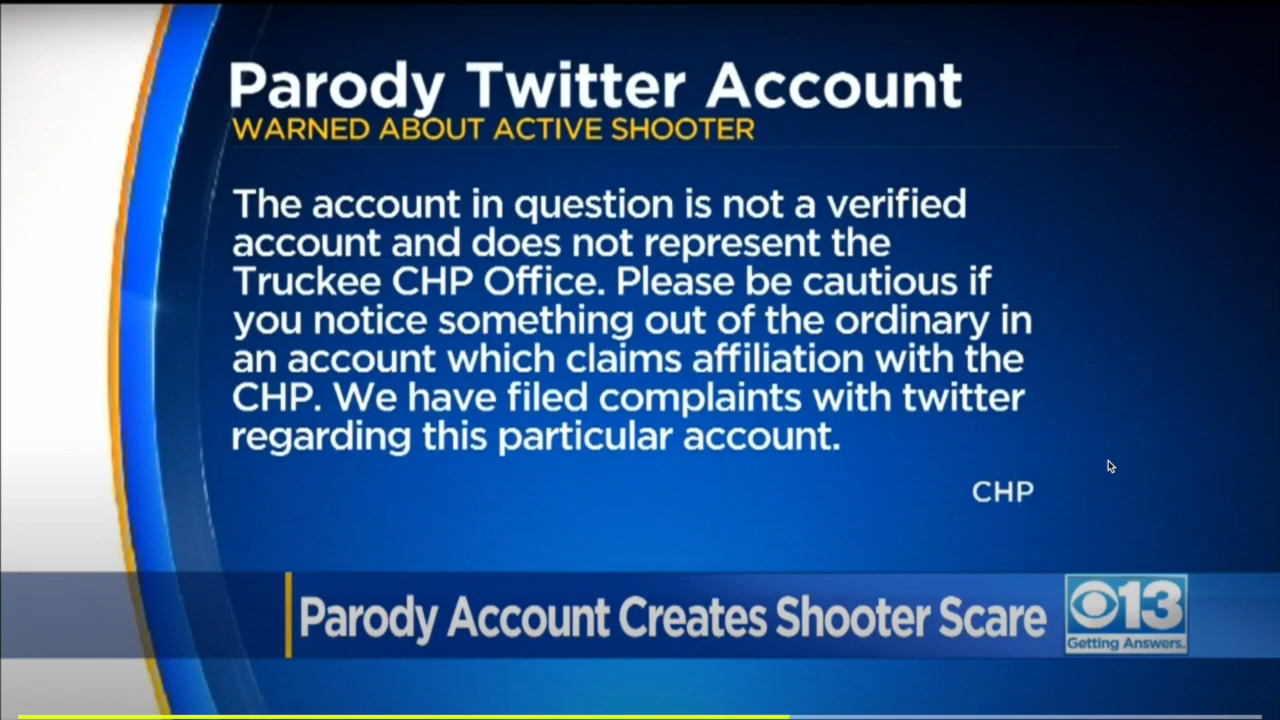 Parody Twitter Account
WARNED ABOUT ACTIVE SHOOTER
The account in question is not a verified
account and does not represent the
Truckee CHP Office. Please be cautious if
you notice something out of the ordinary in
an account which claims affiliation with the
CHP. We have filed complaints with twitter
regarding this particular account.
CHP
Parody Account Creates Shooter Scare
13
Getting Answers.